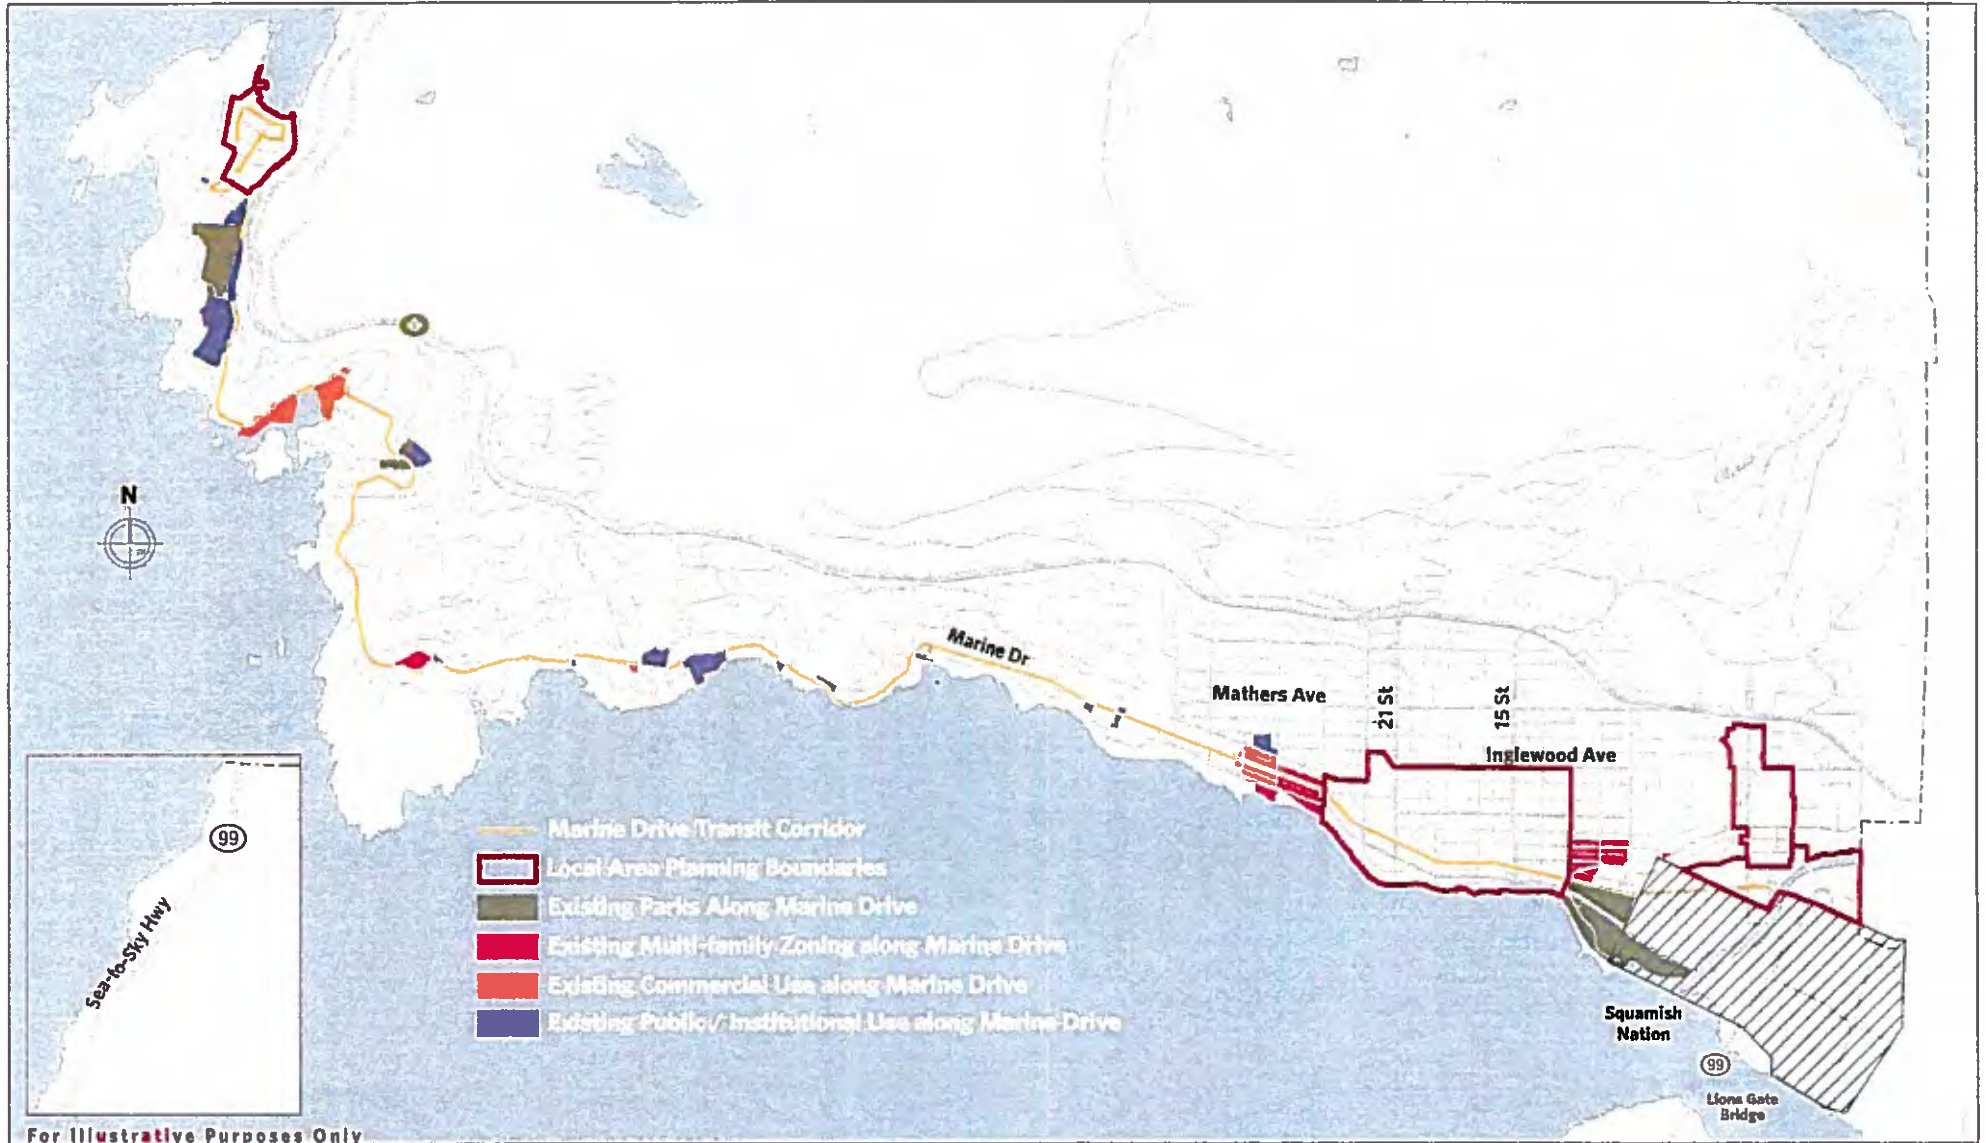 N
Marine Dr
Mathers Ave
21 St
15 St
Inglewood Ave
99
Sea-to-Sky Hwy
Marine Drive Transit Corridor
Local Area Planning Boundaries
Existing Parks Along Marine Drive
Existing Multi-family Zoning along Marine Drive
Existing Commercial Use along Marine Drive
Existing Public / Institutional Use along Marine Drive
Squamish
Nation
99
Lions Gate
Bridge
For Illustrative Purposes Only